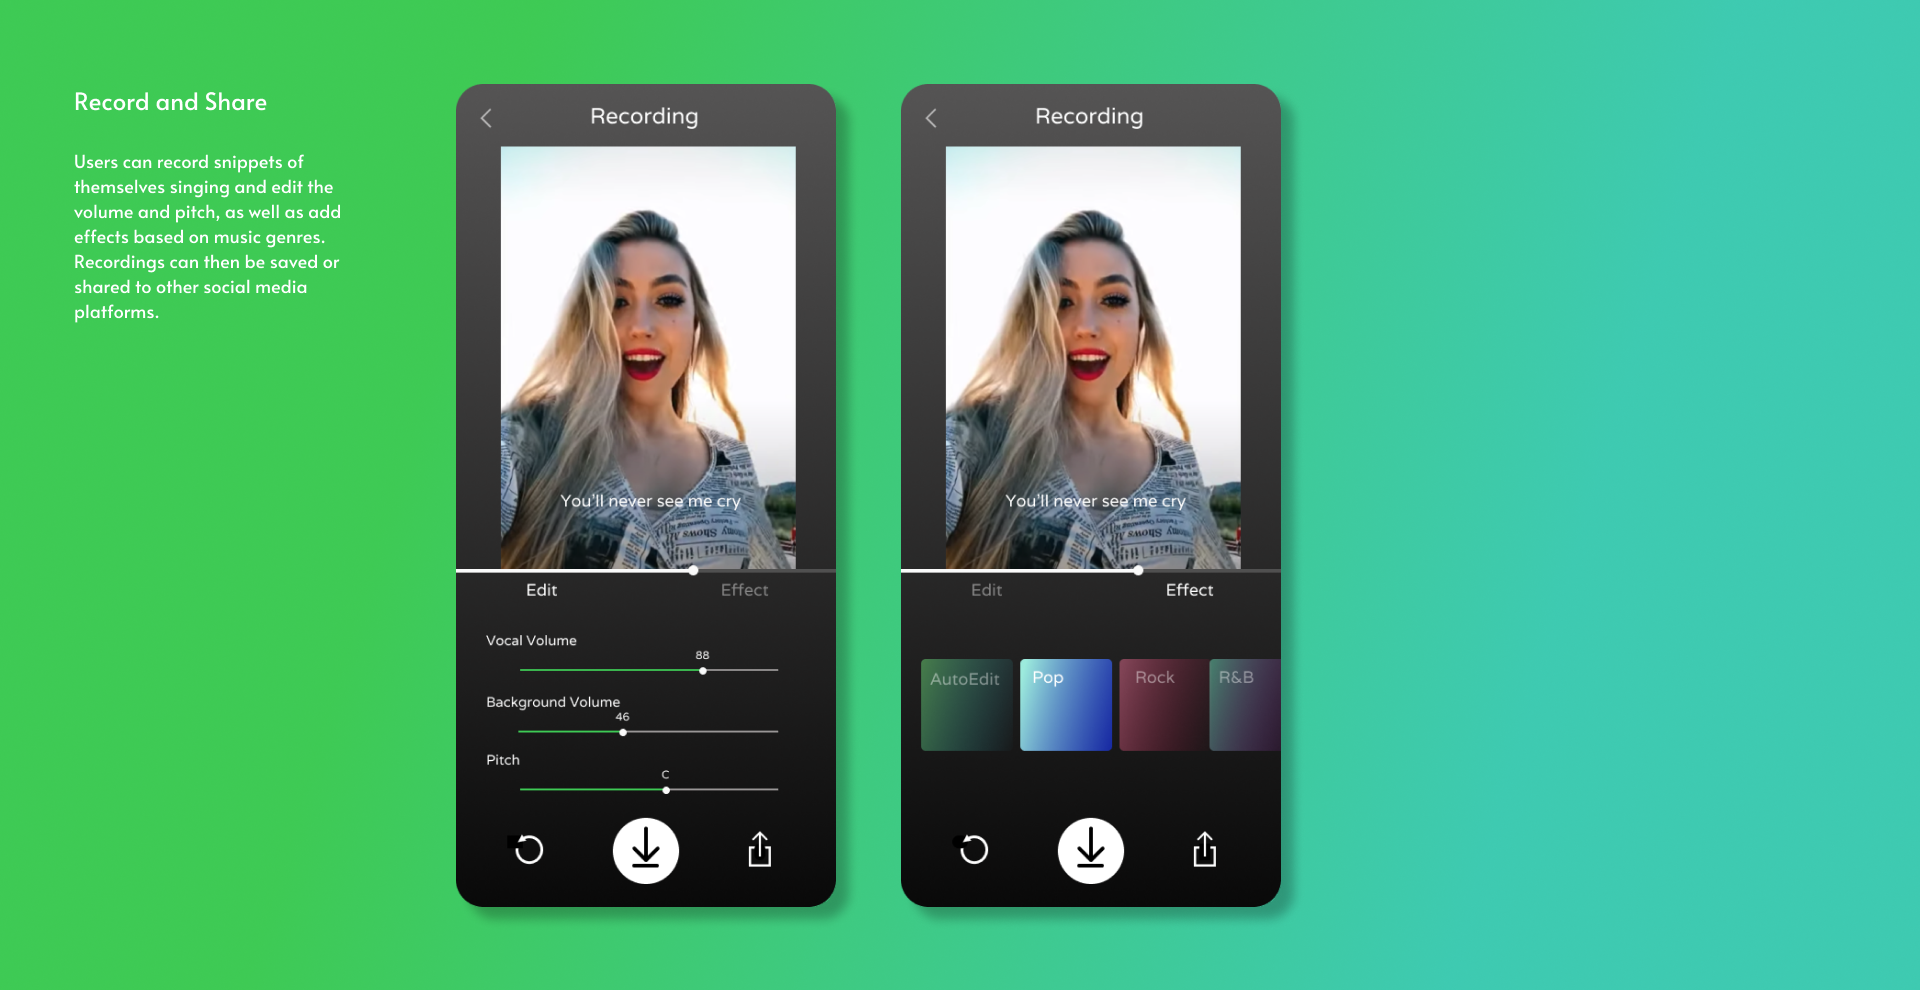 Record and Share
Users can record snippets of
themselves singing and edit the
volume and pitch, as well as add
effects based on music genres.
Recordings can then be saved or
shared to other social media
platforms.
Recording
You'll never see me cry
Edit
Effect
Vocal Volume
88
Background Volume
46
Pitch
C
Recording
You'll never see me cry
Edit
Effect
AutoEdit
Pop
Rock
R&B